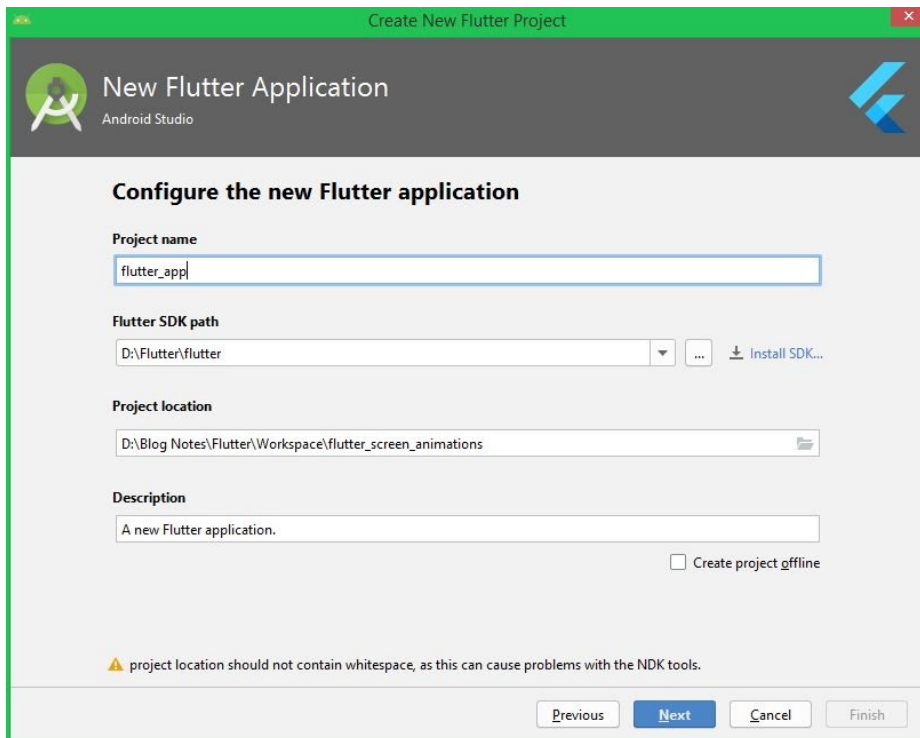 Create New Flutter Project
New Flutter Application
Android Studio
Configure the new Flutter application
Project name
flutter_app
Flutter SDK path
D:\Flutter\flutter
...
Install SDK...
Project location
D:\Blog Notes\Flutter\Workspace\flutter_screen_animations
Description
A new Flutter application.
Create project offline
project location should not contain whitespace, as this can cause problems with the NDK tools.
Previous Next Cancel Finish